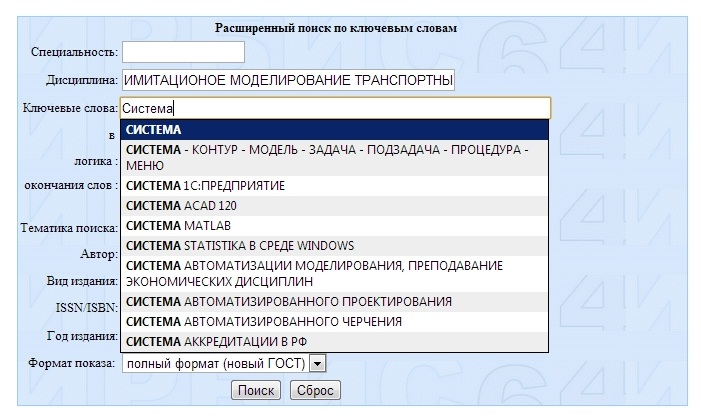 Расширенный поиск по ключевым словам
Специальность:
Дисциплина: ИМИТАЦИОНОЕ МОДЕЛИРОВАНИЕ ТРАНСПОРТНЫ
Ключевые слова: Система
в
СИСТЕМА
СИСТЕМА - КОНТУР - МОДЕЛЬ - ЗАДАЧА - ПОДЗАДАЧА - ПРОЦЕДУРА -
МЕНЮ
логика :
окончания слов : СИСТЕМА 1С:ПРЕДПРИЯТИЕ
СИСТЕМА ACAD 120
Тематика поиска: СИСТЕМА MATLAB
СИСТЕМА STATISTIKA В СРЕДЕ WINDOWS
Автор:
СИСТЕМА АВТОМАТИЗАЦИИ МОДЕЛИРОВАНИЯ, ПРЕПОДАВАНИЕ
Вид издания: ЭКОНОМИЧЕСКИХ ДИСЦИПЛИН
ISSN/ISBN: СИСТЕМА АВТОМАТИЗИРОВАННОГО ПРОЕКТИРОВАНИЯ
СИСТЕМА АВТОМАТИЗИРОВАННОГО ЧЕРЧЕНИЯ
Год издания: СИСТЕМА АККРЕДИТАЦИИ В РФ
Формат показа: полный формат (новый ГОСТ)
Поиск Сброс
ИРБИС64